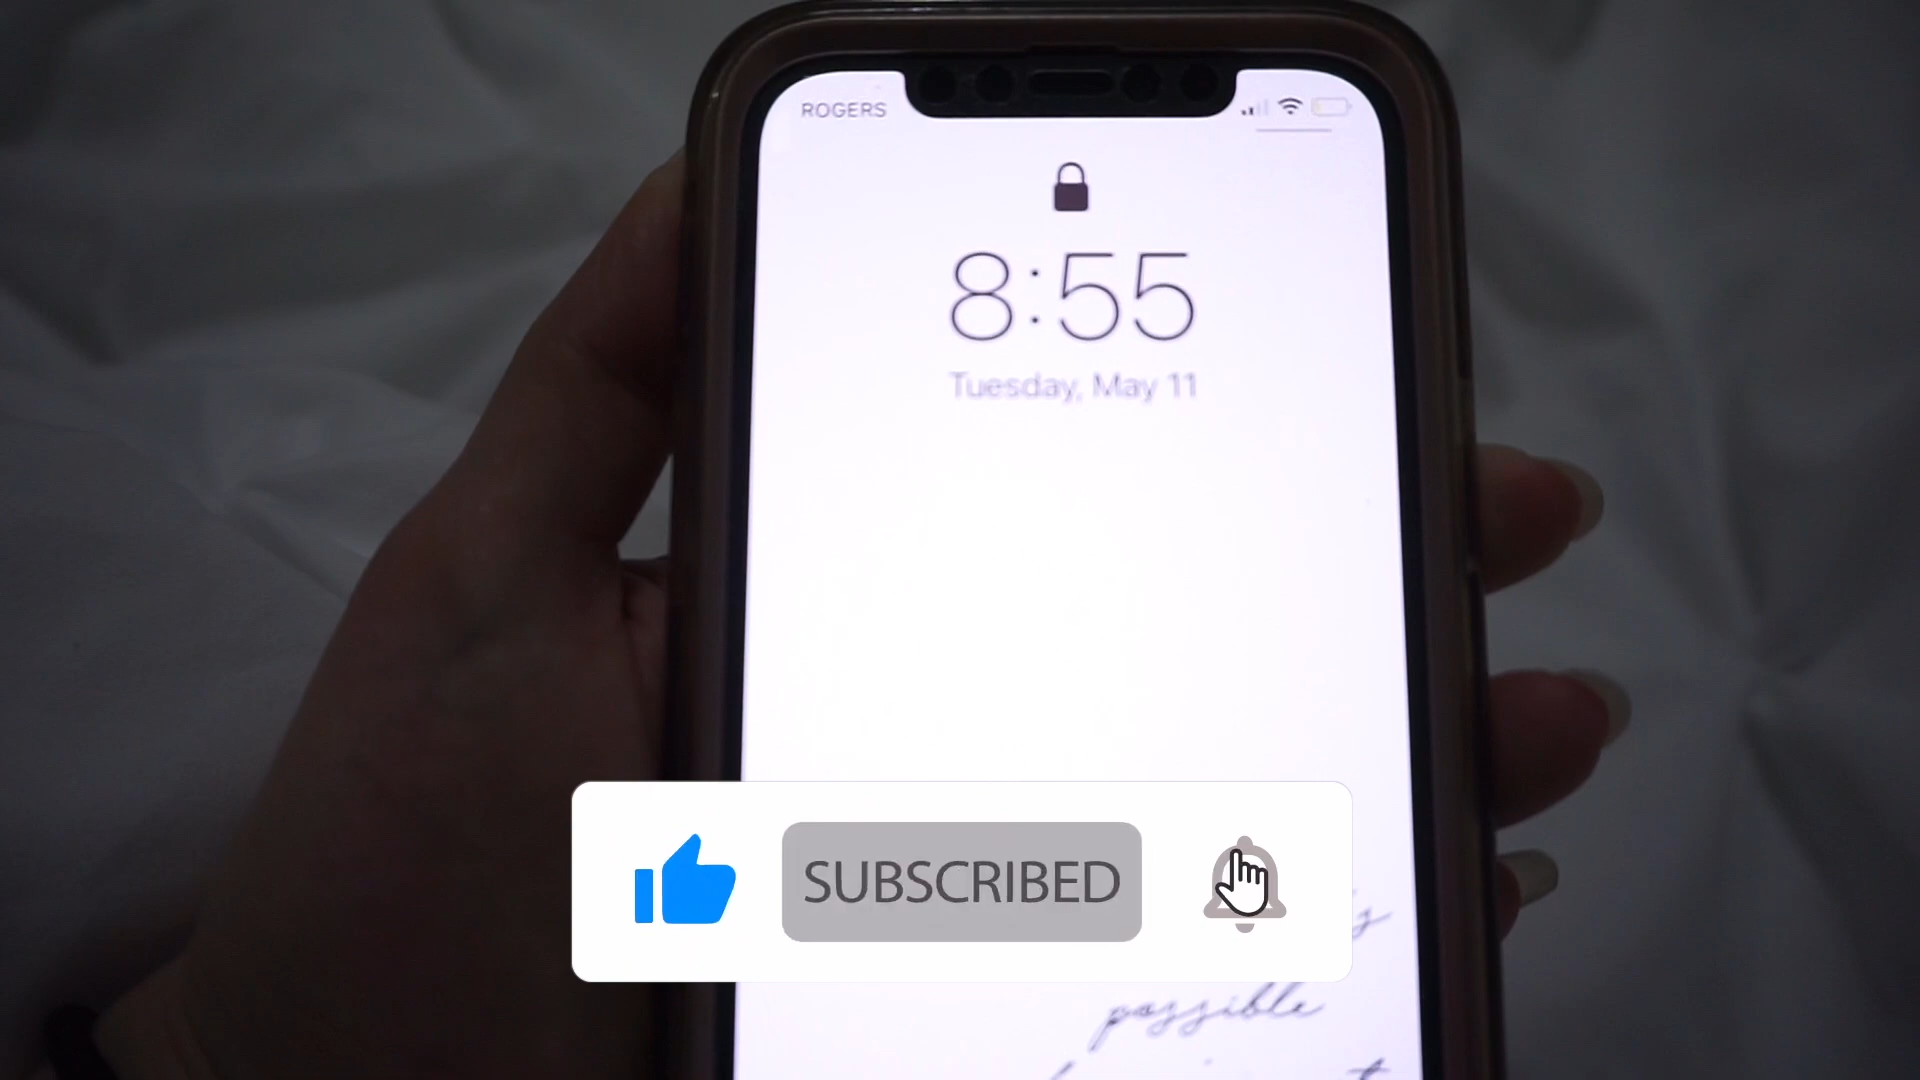 ROGERS
8:55
Tuesday, May 11
SUBSCRIBED
possible